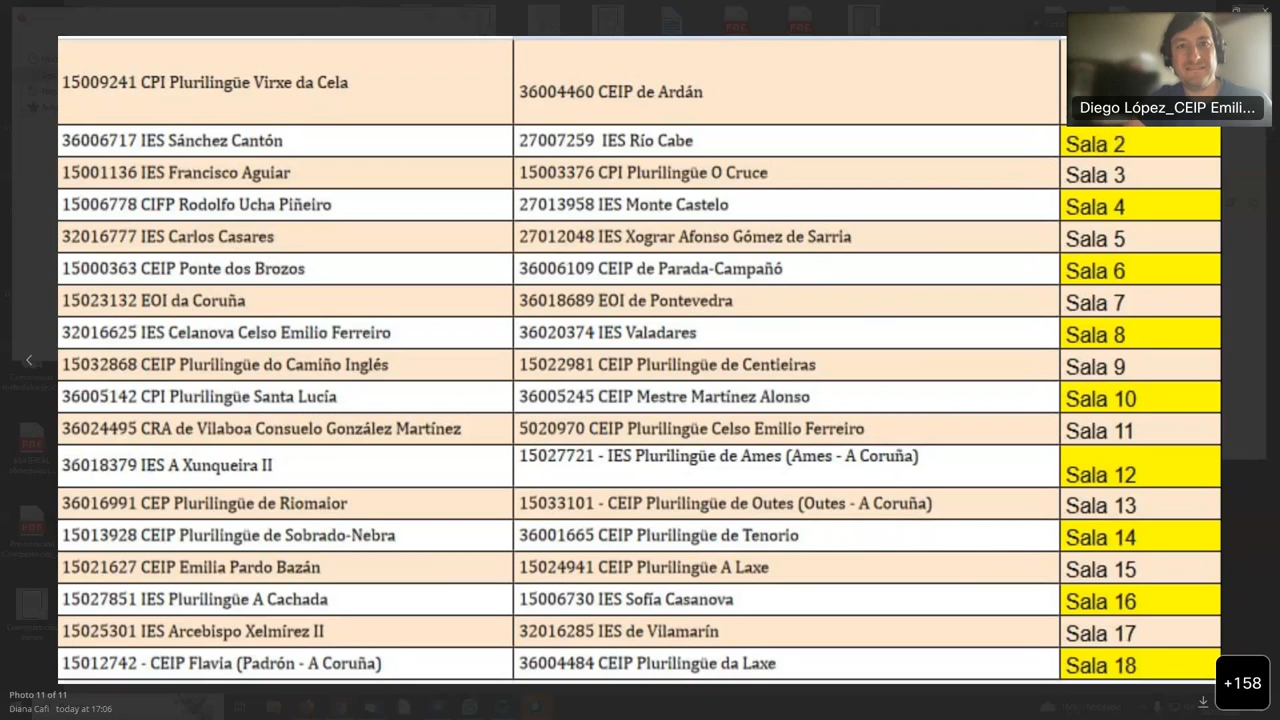 15009241 CPI Plurilingüe Virxe da Cela 36004460 CEIP de Ardán
Diego López_CEIP Emili...
36006717 IES Sánchez Cantón 27007259 IES Río Cabe Sala 2
15001136 IES Francisco Aguiar 15003376 CPI Plurilingüe O Cruce Sala 3
15006778 CIFP Rodolfo Ucha Piñeiro 27013958 IES Monte Castelo Sala 4
32016777 IES Carlos Casares 27012048 IES Xograr Afonso Gómez de Sarria Sala 5
15000363 CEIP Ponte dos Brozos 36006109 CEIP de Parada-Campañó Sala 6
15023132 EOI da Coruña 36018689 EOI de Pontevedra Sala 7
32016625 IES Celanova Celso Emilio Ferreiro 36020374 IES Valadares Sala 8
15032868 CEIP Plurilingüe do Camiño Inglés 15022981 CEIP Plurilingüe de Centieiras Sala 9
36005142 CPI Plurilingüe Santa Lucía 36005245 CEIP Mestre Martínez Alonso Sala 10
36024495 CRA de Vilaboa Consuelo González Martínez 5020970 CEIP Plurilingüe Celso Emilio Ferreiro Sala 11
36018379 IES A Xunqueira II 15027721 - IES Plurilingüe de Ames (Ames - A Coruña) Sala 12
36016991 CEP Plurilingüe de Riomaior 15033101 - CEIP Plurilingüe de Outes (Outes - A Coruña) Sala 13
15013928 CEIP Plurilingüe de Sobrado-Nebra 36001665 CEIP Plurilingüe de Tenorio Sala 14
15021627 CEIP Emilia Pardo Bazán 15024941 CEIP Plurilingüe A Laxe Sala 15
15027851 IES Plurilingüe A Cachada 15006730 IES Sofía Casanova Sala 16
15025301 IES Arcebispo Xelmírez II 32016285 IES de Vilamarín Sala 17
15012742 - CEIP Flavia (Padrón - A Coruña) 36004484 CEIP Plurilingüe da Laxe Sala 18
+158
Photo 11 of 11
Diana Cafi today at 17:06